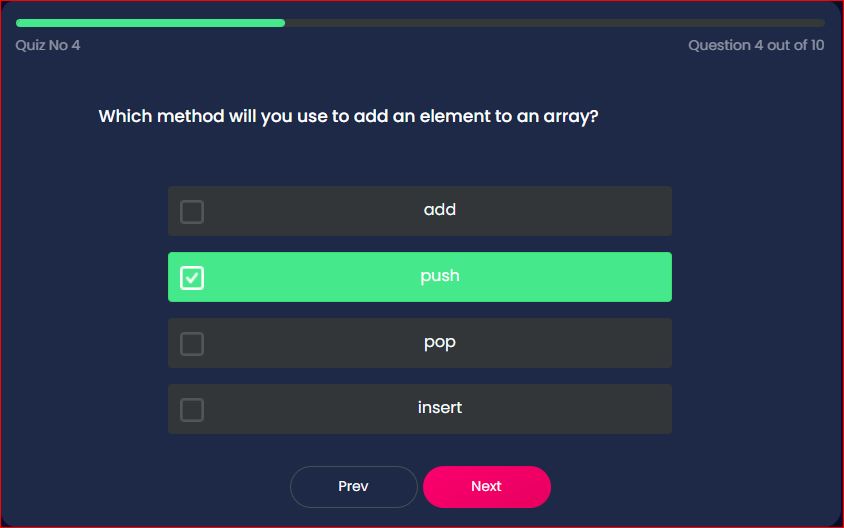 Quiz No 4
Question 4 out of 10
Which method will you use to add an element to an array?
add
push
pop
insert
Prev
Next